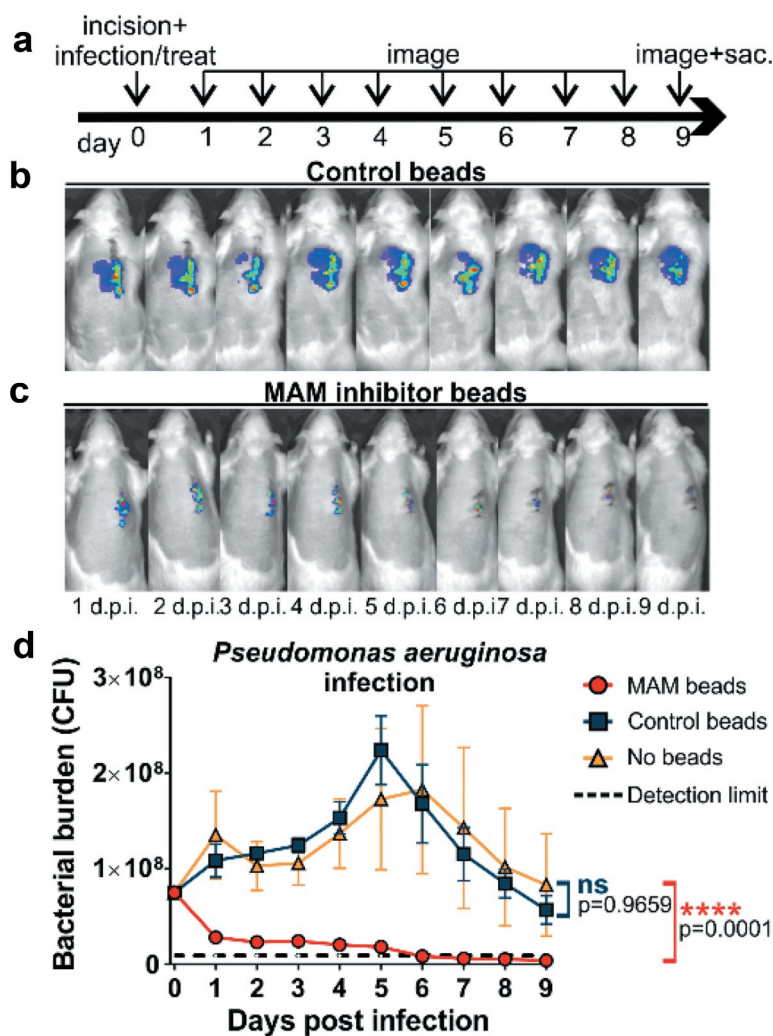 a
incision+
infection/treat
image
image+sac.
day 0 1 2 3 4 5 6 7 8 9
b
Control beads
c
MAM inhibitor beads
1 d.p.i. 2 d.p.i.3 d.p.i. 4 d.p.i. 5 d.p.i.6 d.p.i7 d.p.i. 8 d.p.i.9 d.p.i.
d
Pseudomonas aeruginosa
infection
Bacterial burden (CFU)
3×10⁸
2×10⁸
1×10⁸
0
0 1 2 3 4 5 6 7 8 9
Days post infection
MAM beads
Control beads
No beads
Detection limit
ns
p=0.9659
****
p=0.0001